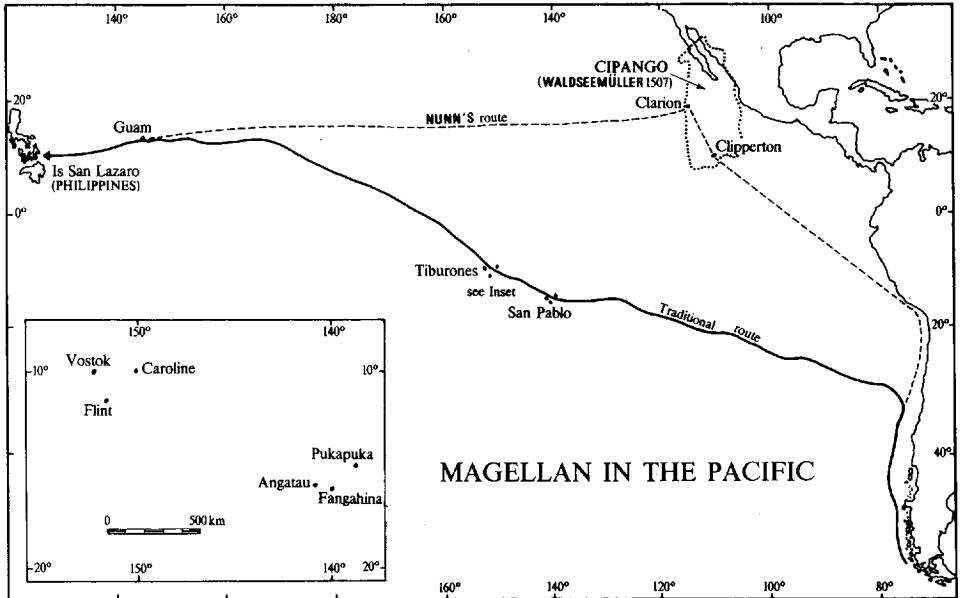 140° 160° 180° 160° 140° 120° 100°
CIPANGO
(WALDSEEMÜLLER 1507)
20° 20°
Clarion
NUNN'S route
Guam
Clipperton
Is San Lazaro
(PHILIPPINES)
0° 0°
Tiburones
see Inset
San Pablo
Traditional route
20°
150° 140°
Vostok Caroline
10° 10°
Flint
40°
MAGELLAN IN THE PACIFIC
Pukapuka
Angatau
Fangahina
0 500 km
20° 150° 140° 20°
160° 140° 120° 100° 80°